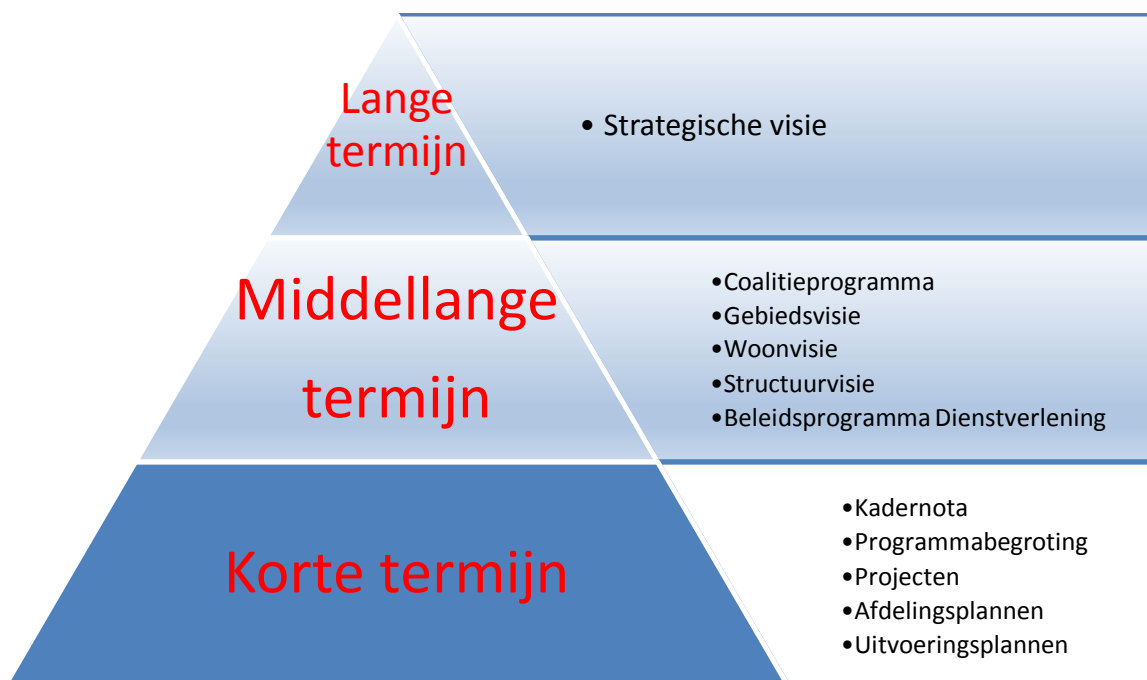 Lange
termijn
• Strategische visie
Middellange
termijn
•Coalitieprogramma
•Gebiedsvisie
•Woonvisie
•Structuurvisie
•Beleidsprogramma Dienstverlening
Korte termijn
•Kadernota
•Programmabegroting
•Projecten
•Afdelingsplannen
•Uitvoeringsplannen